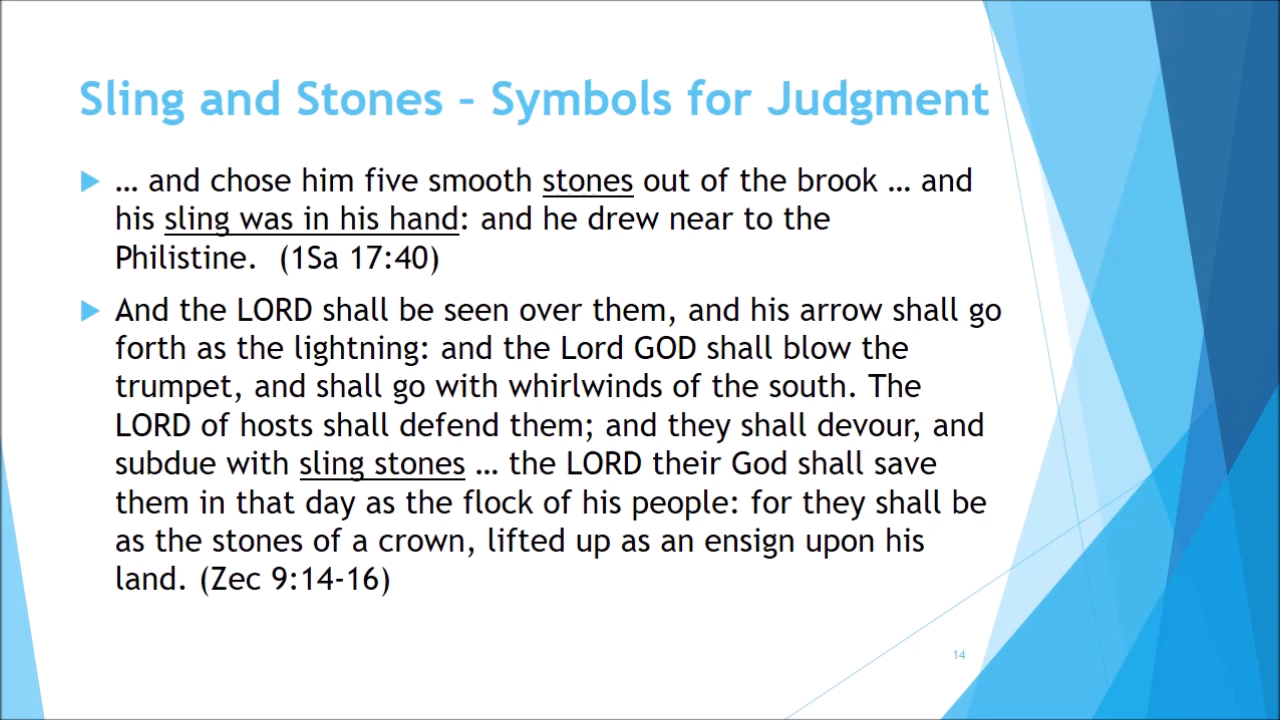 Sling and Stones – Symbols for Judgment
… and chose him five smooth stones out of the brook … and
his sling was in his hand: and he drew near to the
Philistine.  (1Sa 17:40)
And the LORD shall be seen over them, and his arrow shall go
forth as the lightning: and the Lord GOD shall blow the
trumpet, and shall go with whirlwinds of the south. The
LORD of hosts shall defend them; and they shall devour, and
subdue with sling stones … the LORD their God shall save
them in that day as the flock of his people: for they shall be
as the stones of a crown, lifted up as an ensign upon his
land. (Zec 9:14-16)
14